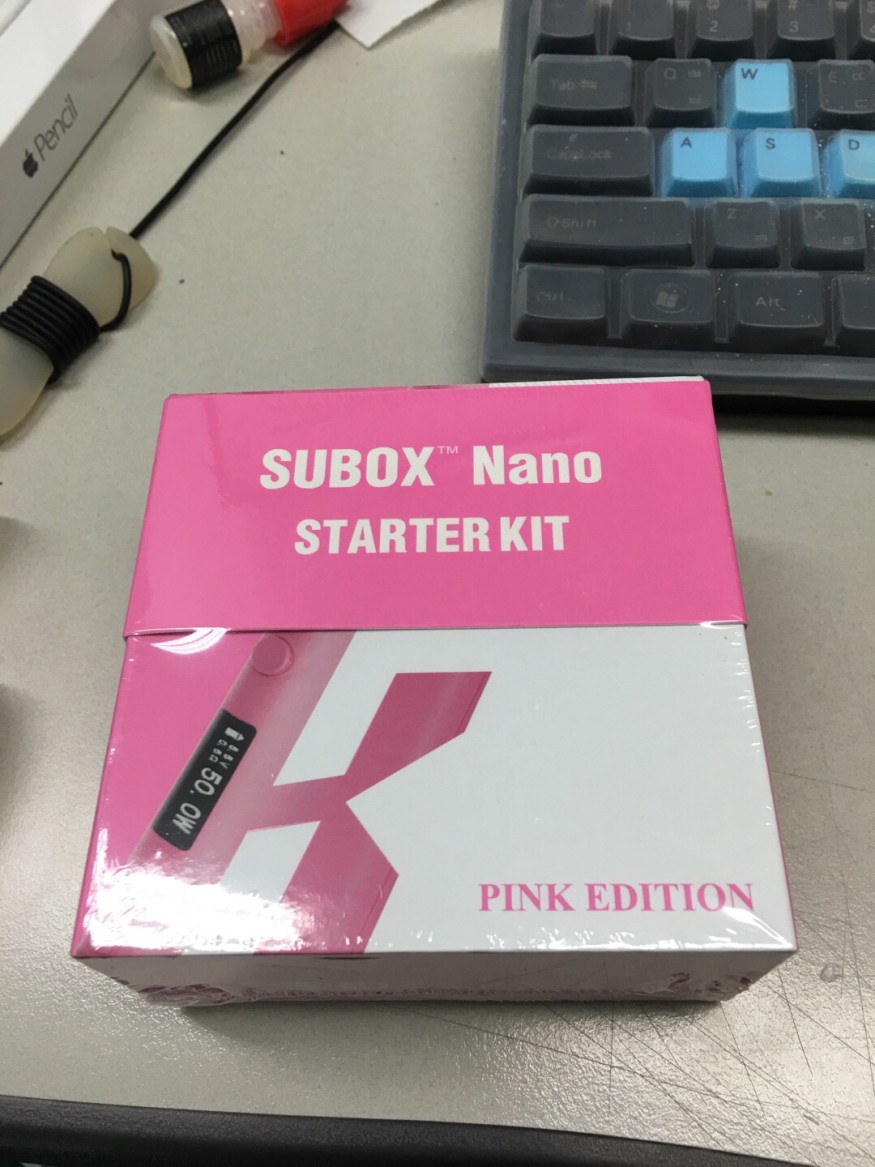 Pencil
2
3
Tab
Q
W
E
CapsLock
A
S
D
Shift
Z
X
Ctrl
Alt
SUBOX™ Nano
STARTER KIT
50.0W
PINK EDITION